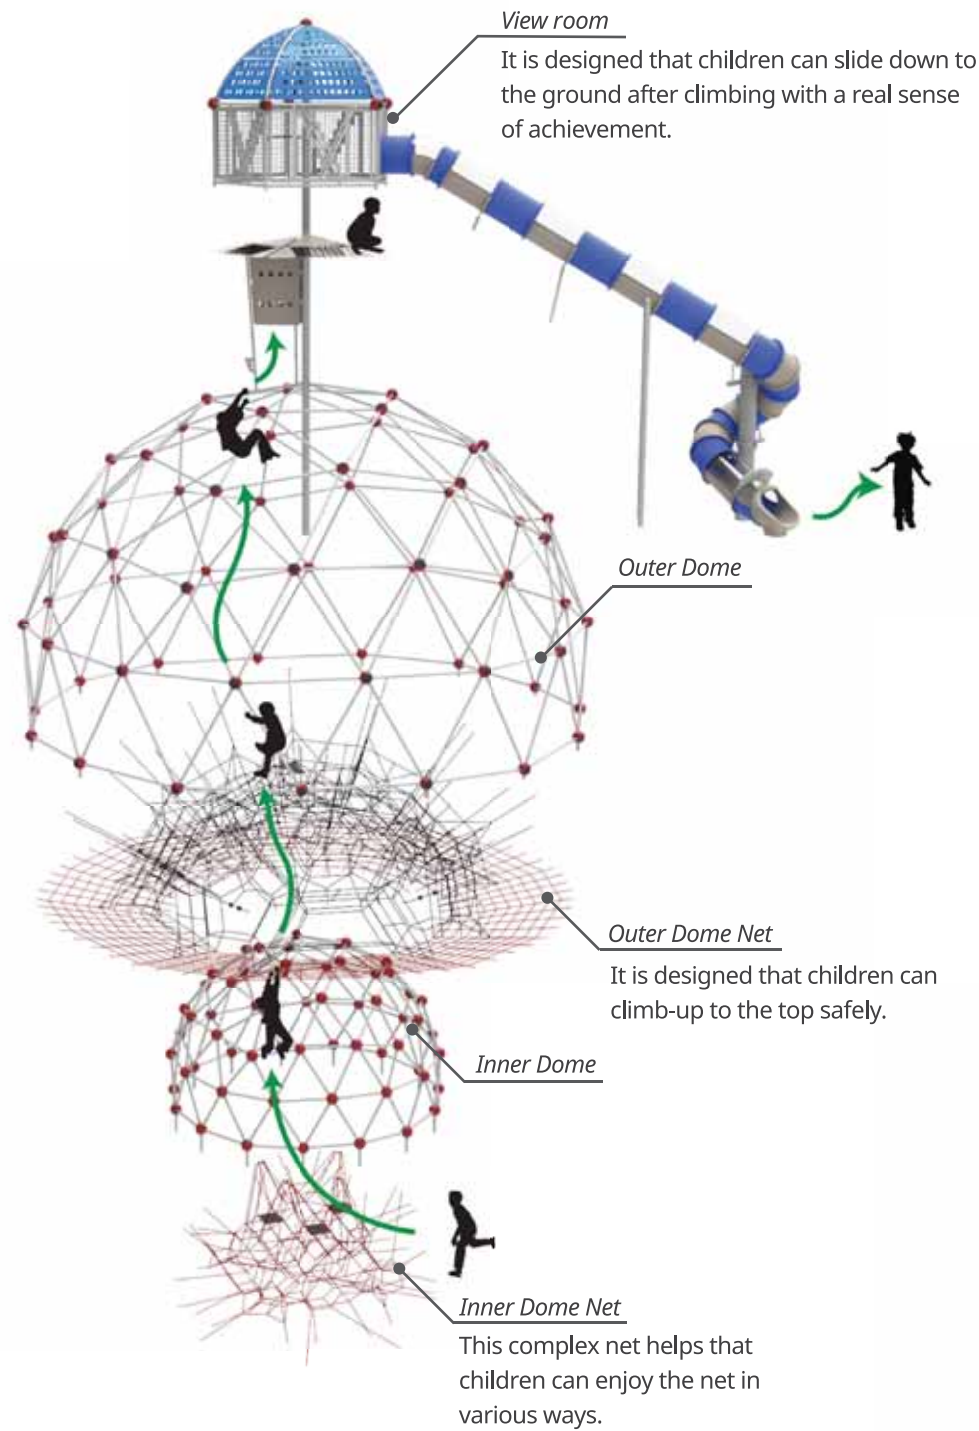 View room
It is designed that children can slide down to
the ground after climbing with a real sense
of achievement.
Outer Dome
Outer Dome Net
It is designed that children can
climb-up to the top safely.
Inner Dome
Inner Dome Net
This complex net helps that
children can enjoy the net in
various ways.